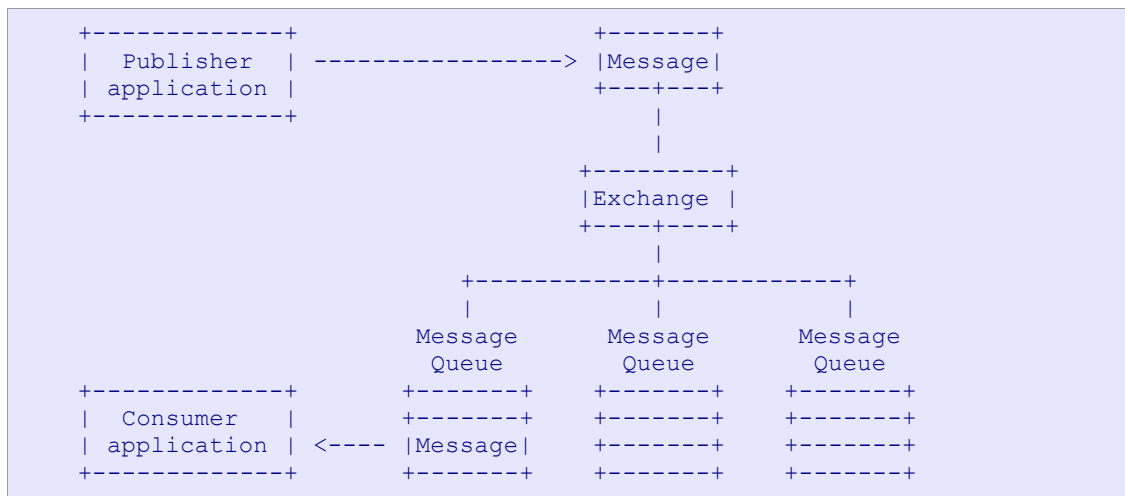 +-------------+                         +-------+
|  Publisher  | -----------------> |Message|
| application |                         +---+---+
+-------------+                             |
                                            |
                                       +---------+
                                       |Exchange |
                                       +----+----+
                                            |
                          +------------+------------+
                          |            |            |
                       Message      Message      Message
                        Queue        Queue        Queue
+-------------+       +-------+    +-------+    +-------+
|  Consumer   |       +-------+    +-------+    +-------+
| application | <---- |Message|    +-------+    +-------+
+-------------+       +-------+    +-------+    +-------+